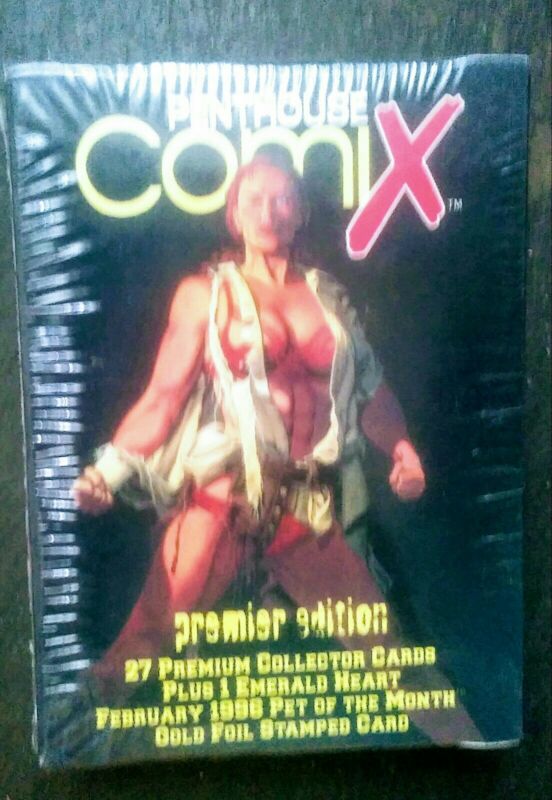 PENTHOUSE
COMIX™
premier edition
27 PREMIUM COLLECTOR CARDS
PLUS 1 EMERALD HEART
FEBRUARY 1996 PET OF THE MONTH
GOLD FOIL STAMPED CARD